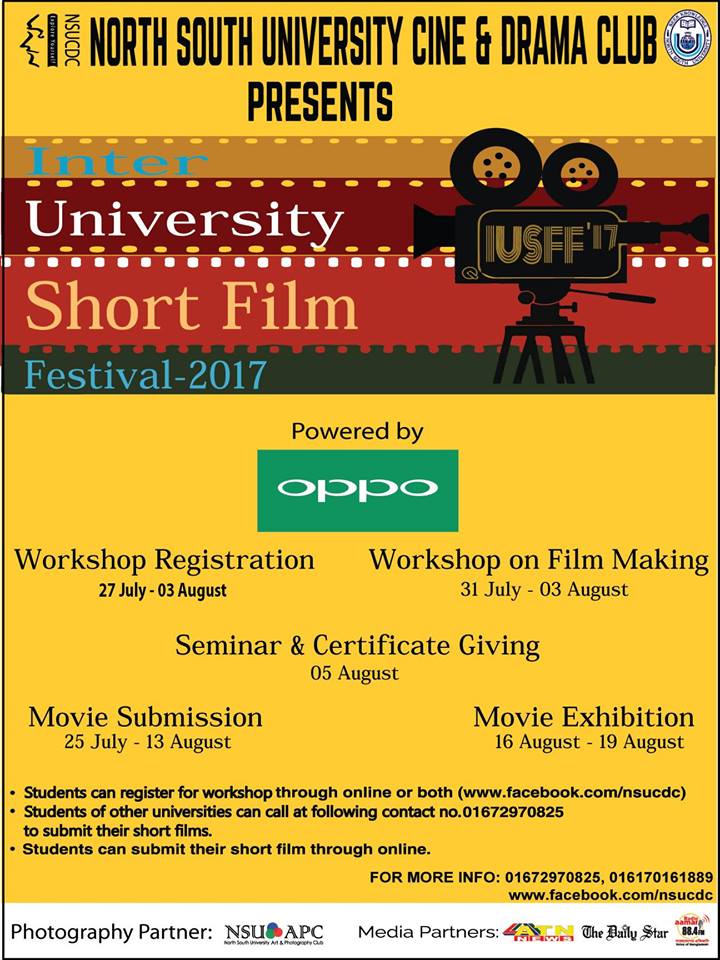 NSUCDC
Explore Yourself
NORTH SOUTH UNIVERSITY CINE & DRAMA CLUB
PRESENTS
Inter
University
Short Film
Festival-2017
IUSFF'17
Powered by
oppo
Workshop Registration
27 July - 03 August
Workshop on Film Making
31 July - 03 August
Seminar & Certificate Giving
05 August
Movie Submission
25 July - 13 August
Movie Exhibition
16 August - 19 August
• Students can register for workshop through online or both (www.facebook.com/nsucdc)
• Students of other universities can call at following contact no.01672970825
to submit their short films.
• Students can submit their short film through online.
FOR MORE INFO: 01672970825, 016170161889
www.facebook.com/nsucdc
Photography Partner: NSU APC
North South University Art & Photography Club
Media Partners: ATN NEWS The Daily Star
88.4 fm